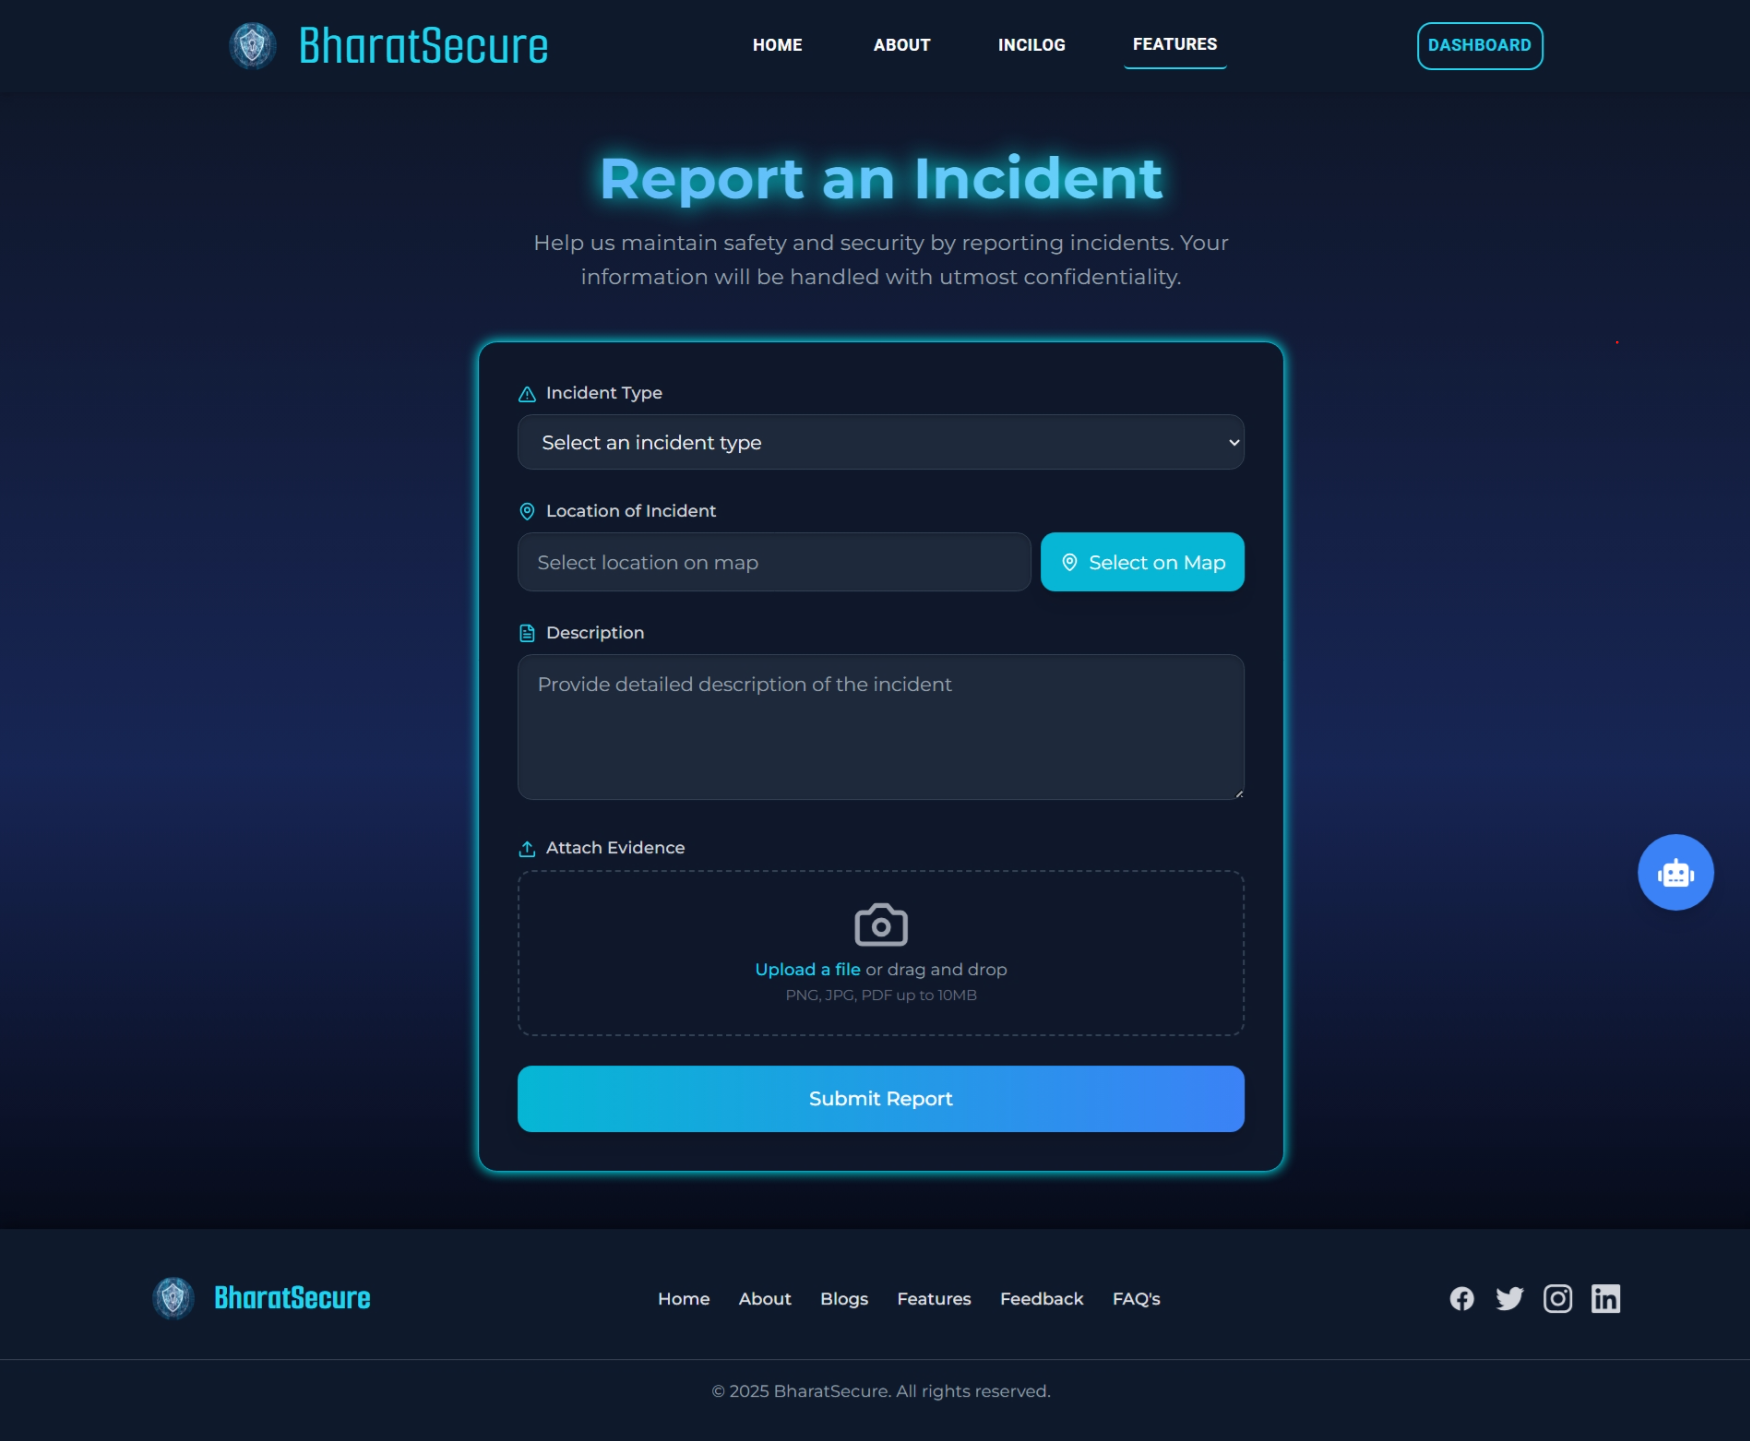 BharatSecure
HOME
ABOUT
INCILOG
FEATURES
DASHBOARD
Report an Incident
Help us maintain safety and security by reporting incidents. Your
information will be handled with utmost confidentiality.
Incident Type
Select an incident type
Location of Incident
Select location on map
Select on Map
Description
Provide detailed description of the incident
Attach Evidence
Upload a file or drag and drop
PNG, JPG, PDF up to 10MB
Submit Report
BharatSecure
Home
About
Blogs
Features
Feedback
FAQ's
© 2025 BharatSecure. All rights reserved.